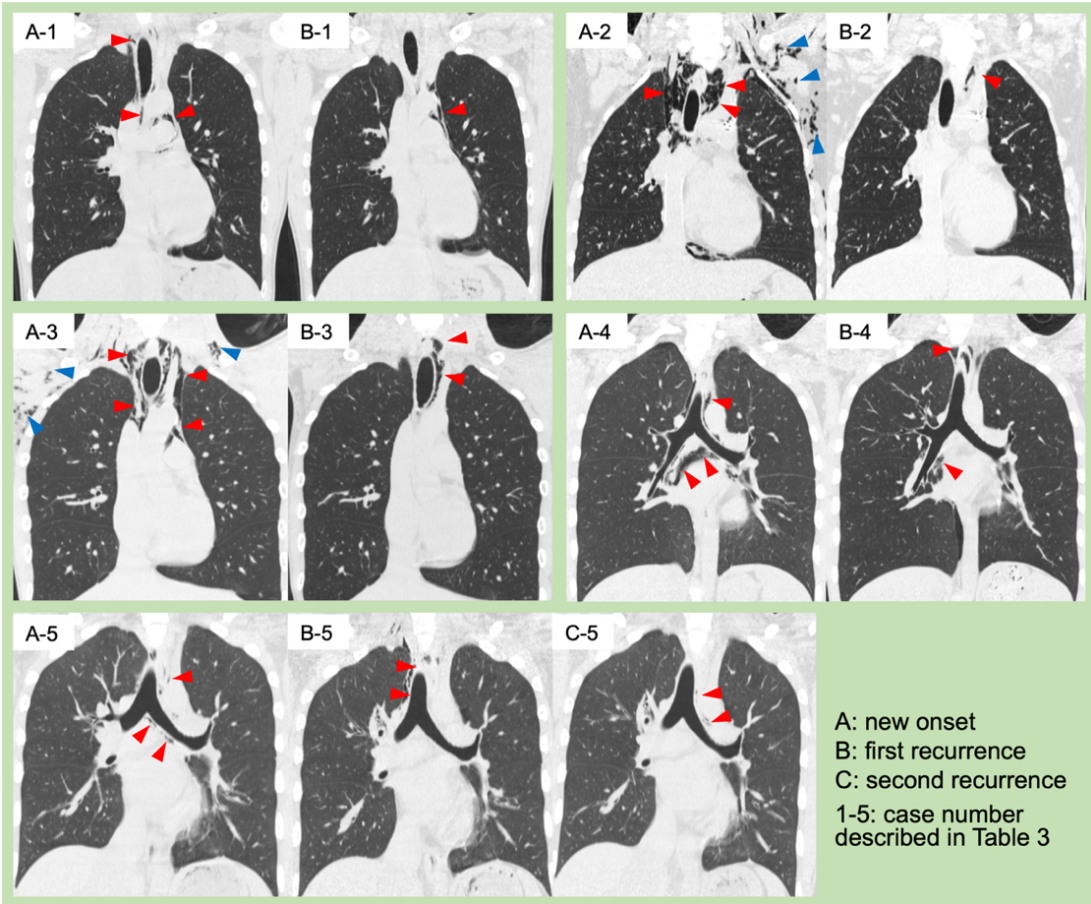 A-1
B-1
A-2
B-2
A-3
B-3
A-4
B-4
A-5
B-5
C-5
A: new onset
B: first recurrence
C: second recurrence
1-5: case number
described in Table 3